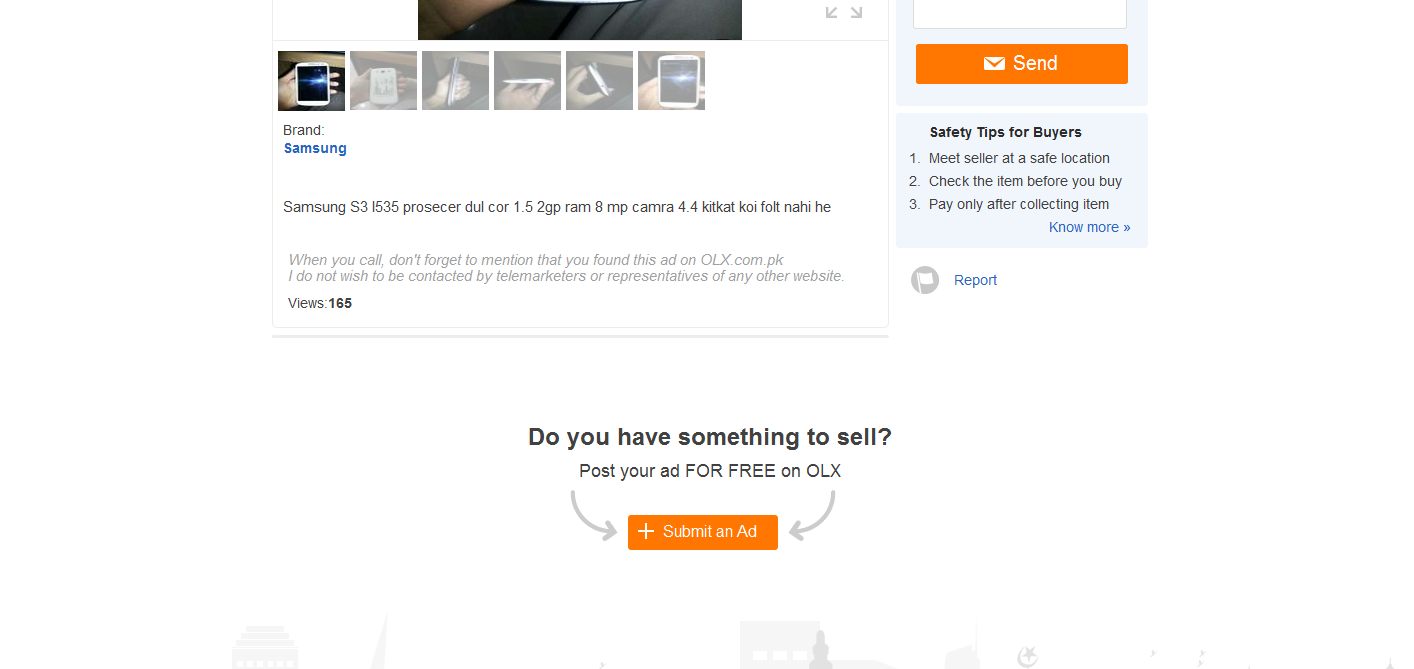 Send
Brand:
Samsung
Samsung S3 I535 prosecer dul cor 1.5 2gp ram 8 mp camra 4.4 kitkat koi folt nahi he
When you call, don't forget to mention that you found this ad on OLX.com.pk
I do not wish to be contacted by telemarketers or representatives of any other website.
Views:165
Safety Tips for Buyers
1. Meet seller at a safe location
2. Check the item before you buy
3. Pay only after collecting item
Know more »
Report
Do you have something to sell?
Post your ad FOR FREE on OLX
Submit an Ad